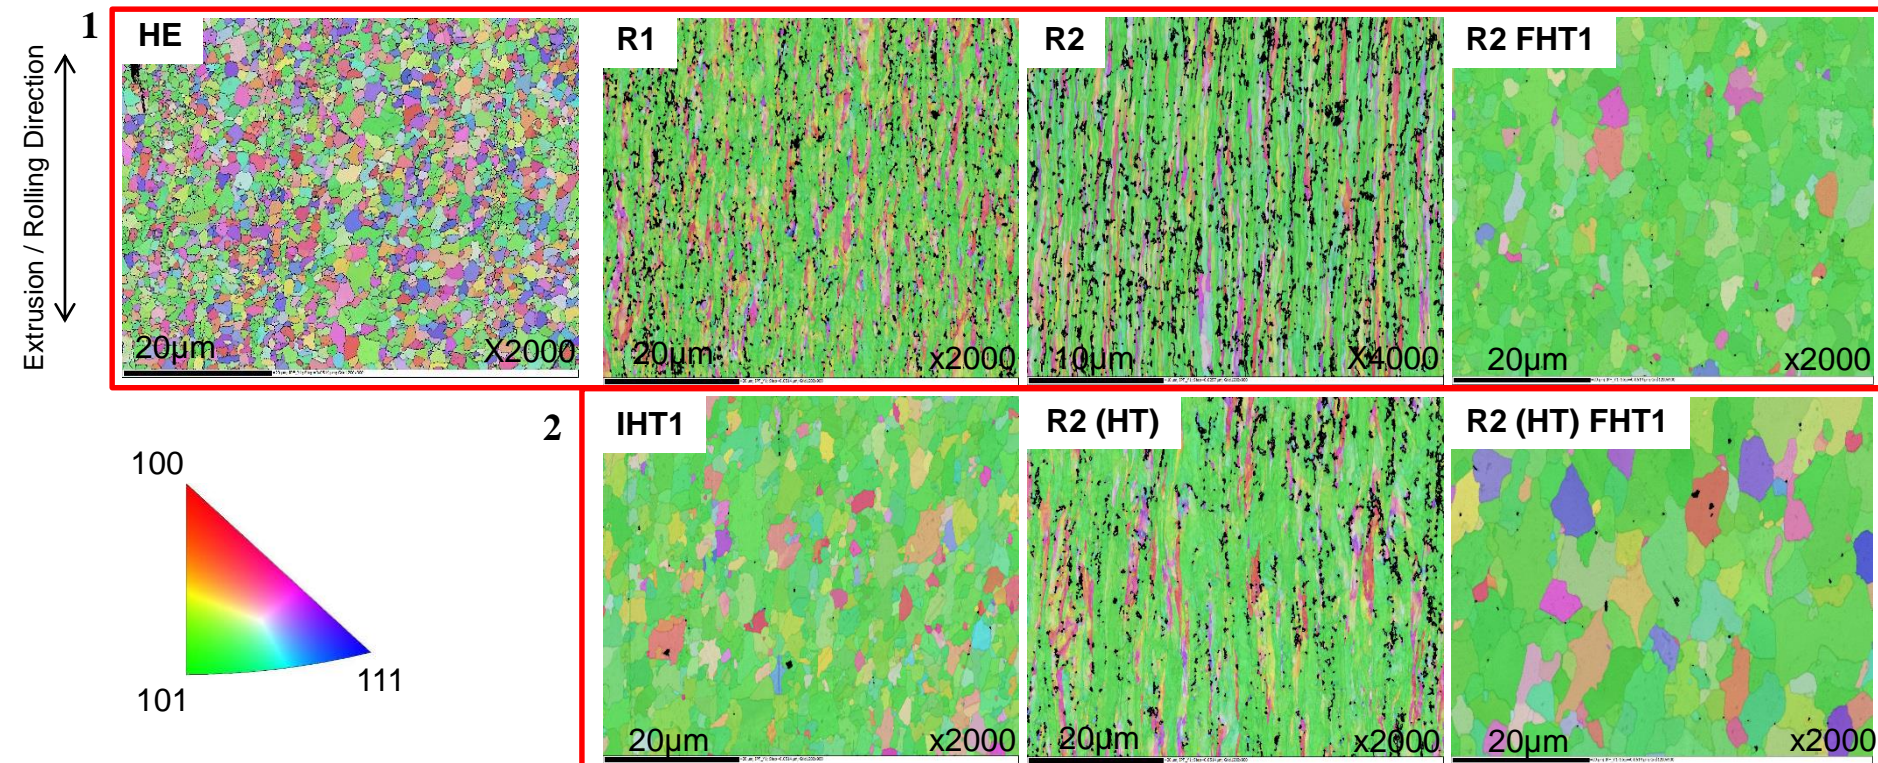 1
Extrusion / Rolling Direction
HE
20µm
X2000
R1
20µm
x2000
R2
10µm
X4000
R2 FHT1
20µm
x2000
2
100
101
111
IHT1
20µm
x2000
R2 (HT)
20µm
x2000
R2 (HT) FHT1
20µm
x2000